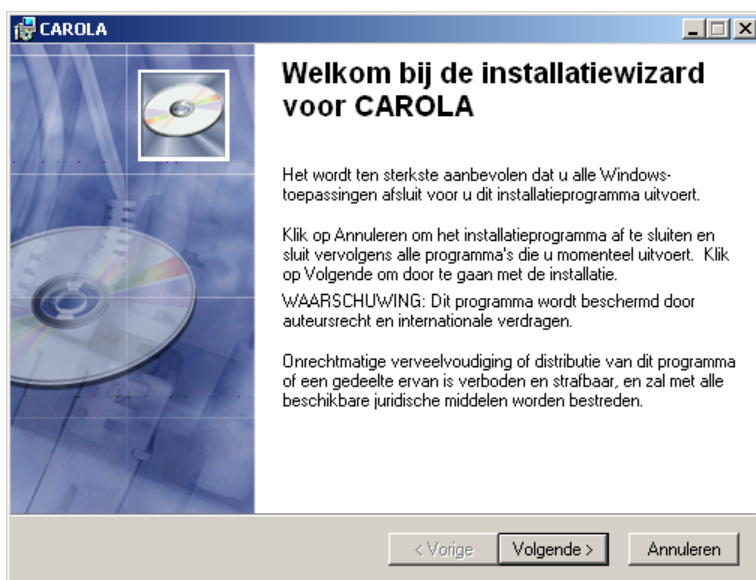 CAROLA
Welkom bij de installatiewizard
voor CAROLA
Het wordt ten sterkste aanbevolen dat u alle Windows-
toepassingen afsluit voor u dit installatieprogramma uitvoert.
Klik op Annuleren om het installatieprogramma af te sluiten en
sluit vervolgens alle programma's die u momenteel uitvoert. Klik
op Volgende om door te gaan met de installatie.
WAARSCHUWING: Dit programma wordt beschermd door
auteursrecht en internationale verdragen.
Onrechtmatige verveelvoudiging of distributie van dit programma
of een gedeelte ervan is verboden en strafbaar, en zal met alle
beschikbare juridische middelen worden bestreden.
< Vorige Volgende > Annuleren